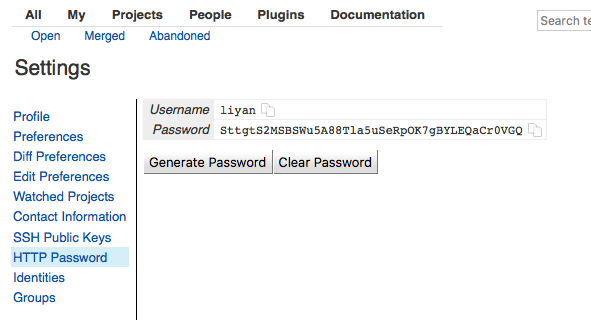 All My Projects People Plugins Documentation
Open Merged Abandoned
Search te
Settings
Profile
Preferences
Diff Preferences
Edit Preferences
Watched Projects
Contact Information
SSH Public Keys
HTTP Password
Identities
Groups
Username liyan
Password SttgtS2MSBSWu5A88Tla5uSeRpOK7gBYLEQaCr0VGQ
Generate Password Clear Password